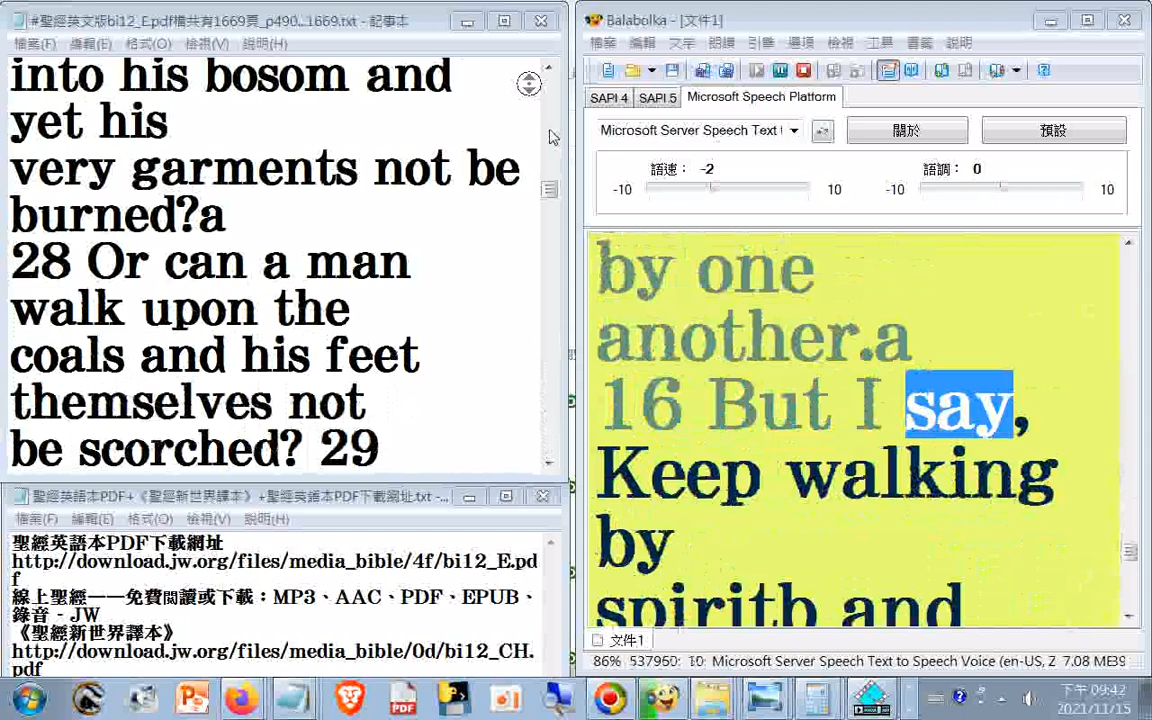 #聖經英文版bi12_E.pdf檔共有1669頁_p490...1669.txt - 記事本
檔案(F) 編輯(E) 格式(O) 檢視(V) 說明(H)
into his bosom and
yet his
very garments not be
burned?a
28 Or can a man
walk upon the
coals and his feet
themselves not
be scorched? 29
聖經英語本PDF+《聖經新世界譯本》+聖經英語本PDF下載網址.txt - ...
檔案(F) 編輯(E) 格式(O) 檢視(V) 說明(H)
聖經英語本PDF下載網址
http://download.jw.org/files/media_bible/4f/bi12_E.pd
f
線上聖經——免費閱讀或下載：MP3、AAC、PDF、EPUB、
錄音 - JW
《聖經新世界譯本》
http://download.jw.org/files/media_bible/0d/bi12_CH.
pdf
Balabolka - [文件1]
檔案 編輯 文字 朗讀 引擎 選項 檢視 工具 書籤 說明
SAPI 4 SAPI 5 Microsoft Speech Platform
Microsoft Server Speech Text 關於 預設
語速： -2 語調： 0
-10 10 -10 10
by one
another.a
16 But I say,
Keep walking
by
spiritb and
文件1
86% 537960: 10: Microsoft Server Speech Text to Speech Voice (en-US, Z 7.08 MB
PDF
下午 09:42
2021/11/15